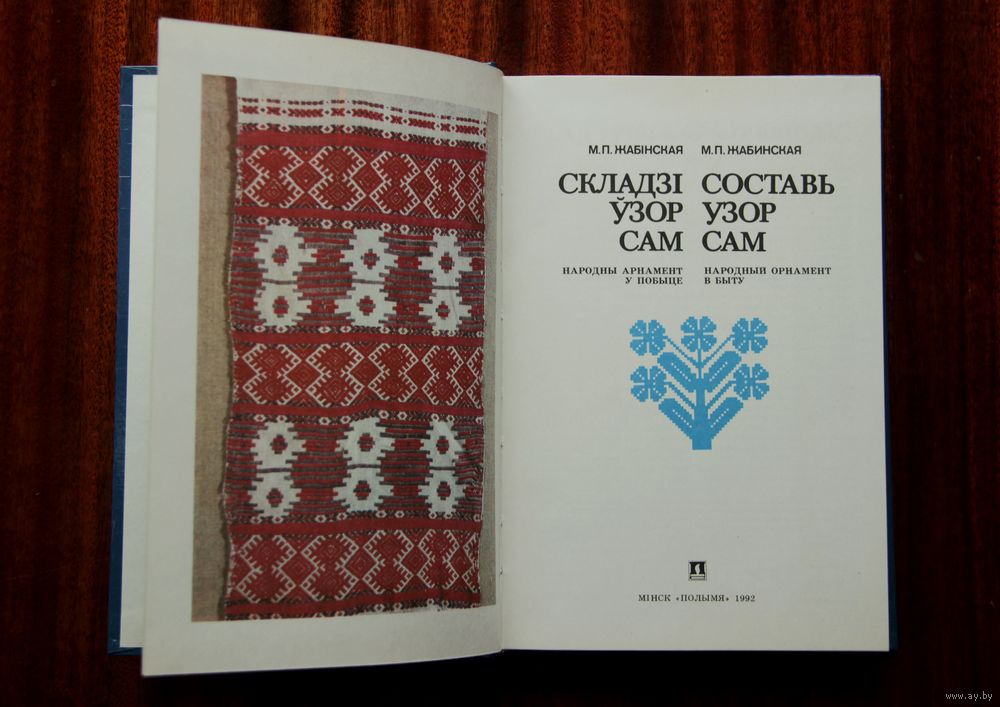 М.П. ЖАБІНСКАЯ
СКЛАДЗІ
ЎЗОР
САМ
НАРОДНЫ АРНАМЕНТ
У ПОБЫЦЕ
М.П. ЖАБИНСКАЯ
СОСТАВЬ
УЗОР
САМ
НАРОДНЫЙ ОРНАМЕНТ
В БЫТУ
МІНСК «ПОЛЫМЯ» 1992
www.ay.by